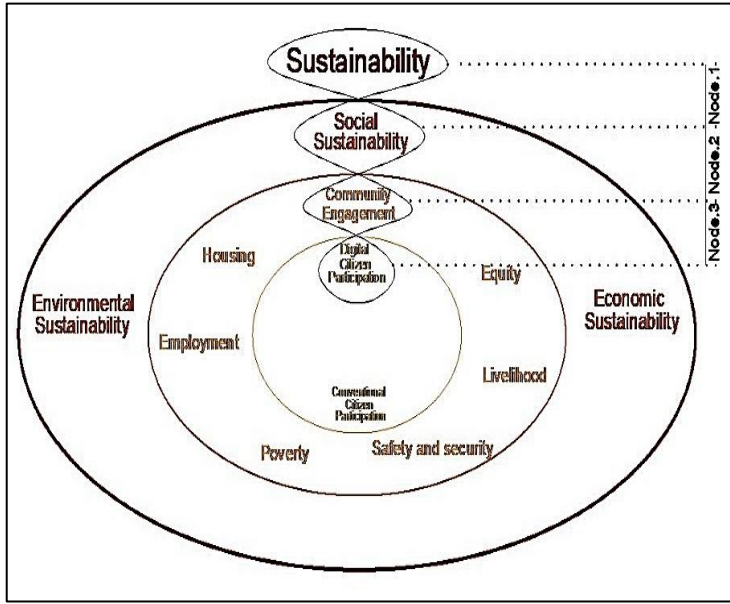 Sustainability
Social
Sustainability
Community
Engagement
Digital
Citizen
Participation
Housing
Equity
Environmental
Sustainability
Economic
Sustainability
Employment
Livelihood
Conventional
Citizen
Participation
Poverty
Safety and security
Node.3- Node.2 -Node.1-